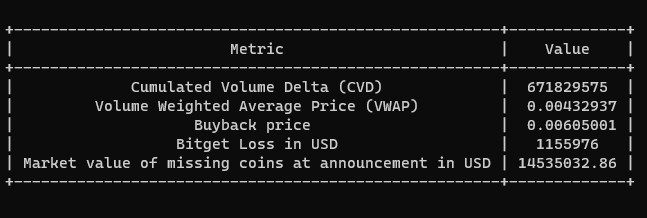 Metric Value
Cumulated Volume Delta (CVD) 671829575
Volume Weighted Average Price (VWAP) 0.00432937
Buyback price 0.00605001
Bitget Loss in USD 1155976
Market value of missing coins at announcement in USD 14535032.86